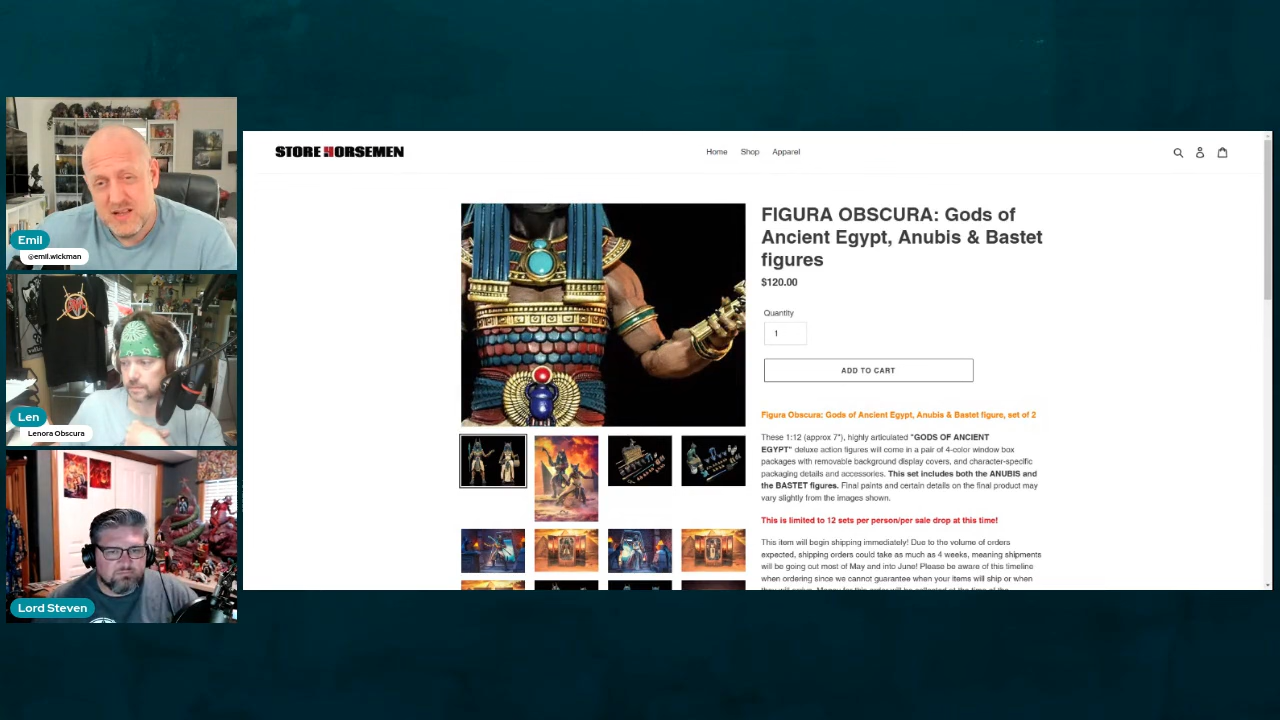 Emil
@emil.wickman
Len
Lenora Obscura
Lord Steven
STORE HORSEMEN
Home Shop Apparel
FIGURA OBSCURA: Gods of
Ancient Egypt, Anubis & Bastet
figures
$120.00
Quantity
1
ADD TO CART
Figura Obscura: Gods of Ancient Egypt, Anubis & Bastet figure, set of 2
These 1:12 (approx 7"), highly articulated "GODS OF ANCIENT
EGYPT" deluxe action figures will come in a pair of 4-color window box
packages with removable background display covers, and character-specific
packaging details and accessories. This set includes both the ANUBIS and
the BASTET figures. Final paints and certain details on the final product may
vary slightly from the images shown.
This is limited to 12 sets per person/per sale drop at this time!
This item will begin shipping immediately! Due to the volume of orders
expected, shipping orders could take as much as 4 weeks, meaning shipments
will be going out most of May and into June! Please be aware of this timeline
when ordering since we cannot guarantee when your items will ship or when